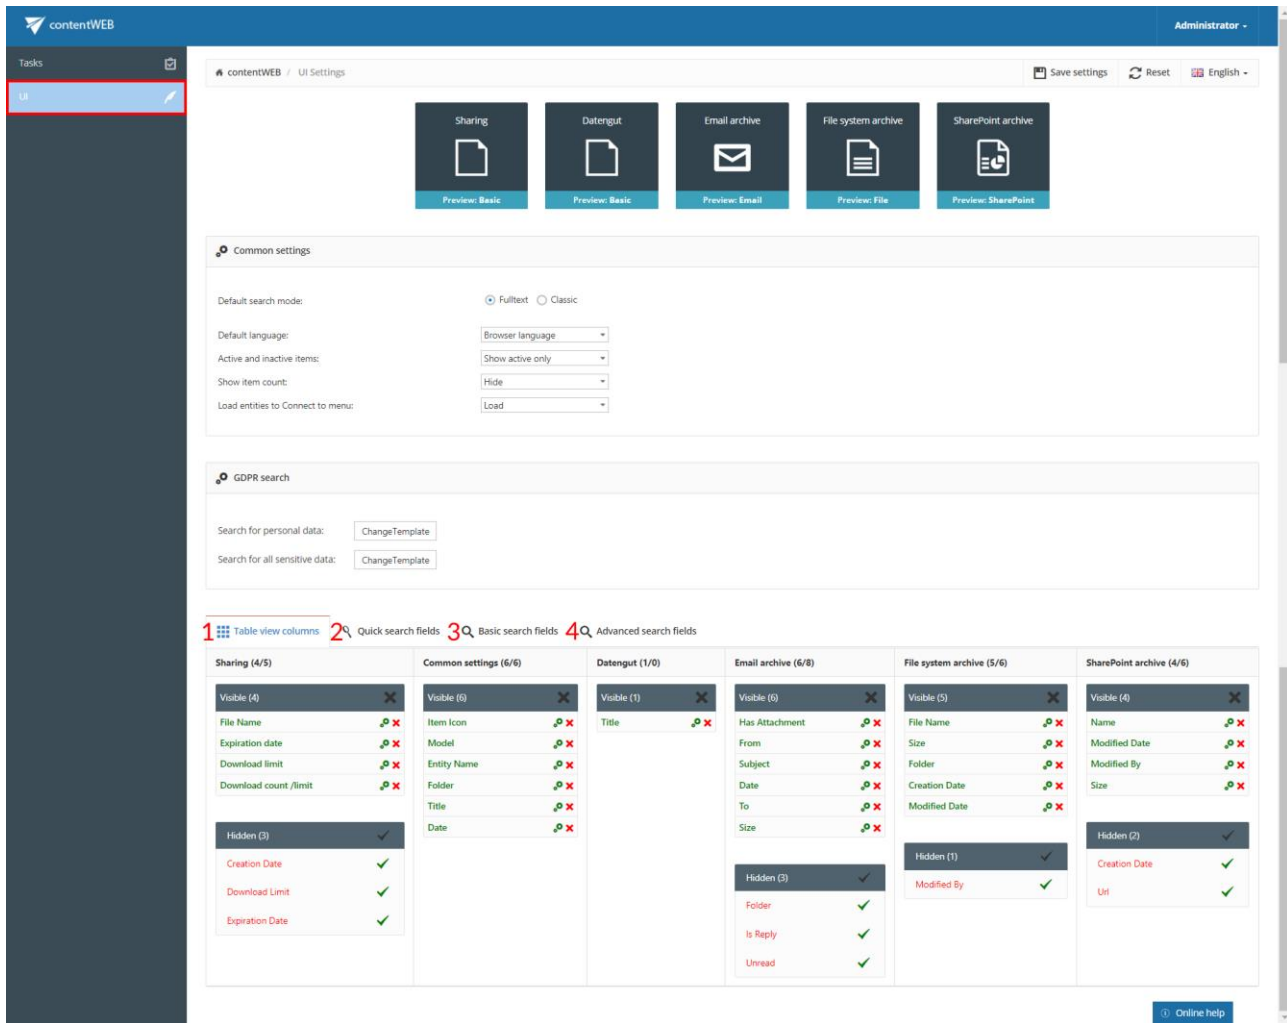 contentWEB
Administrator
Tasks
UI
contentWEB / UI Settings
Save settings
Reset
English
Sharing
Datengut
Email archive
File system archive
SharePoint archive
Preview: Basic
Preview: Basic
Preview: Email
Preview: File
Preview: SharePoint
Common settings
Default search mode:
Fulltext
Classic
Default language:
Browser language
Active and inactive items:
Show active only
Show item count:
Hide
Load entities to Connect to menu:
Load
GDPR search
Search for personal data:
ChangeTemplate
Search for all sensitive data:
ChangeTemplate
1 Table view columns
2 Quick search fields
3 Basic search fields
4 Advanced search fields
Sharing (4/5)
Visible (4)
File Name
Expiration date
Download limit
Download count /limit
Hidden (3)
Creation Date
Download Limit
Expiration Date
Common settings (6/6)
Visible (6)
Item Icon
Model
Entity Name
Folder
Title
Date
Datengut (1/0)
Visible (1)
Title
Email archive (6/8)
Visible (6)
Has Attachment
From
Subject
Date
To
Size
Hidden (3)
Folder
Is Reply
Unread
File system archive (5/6)
Visible (5)
File Name
Size
Folder
Creation Date
Modified Date
Hidden (1)
Modified By
SharePoint archive (4/6)
Visible (4)
Name
Modified Date
Modified By
Size
Hidden (2)
Creation Date
Url
Online help